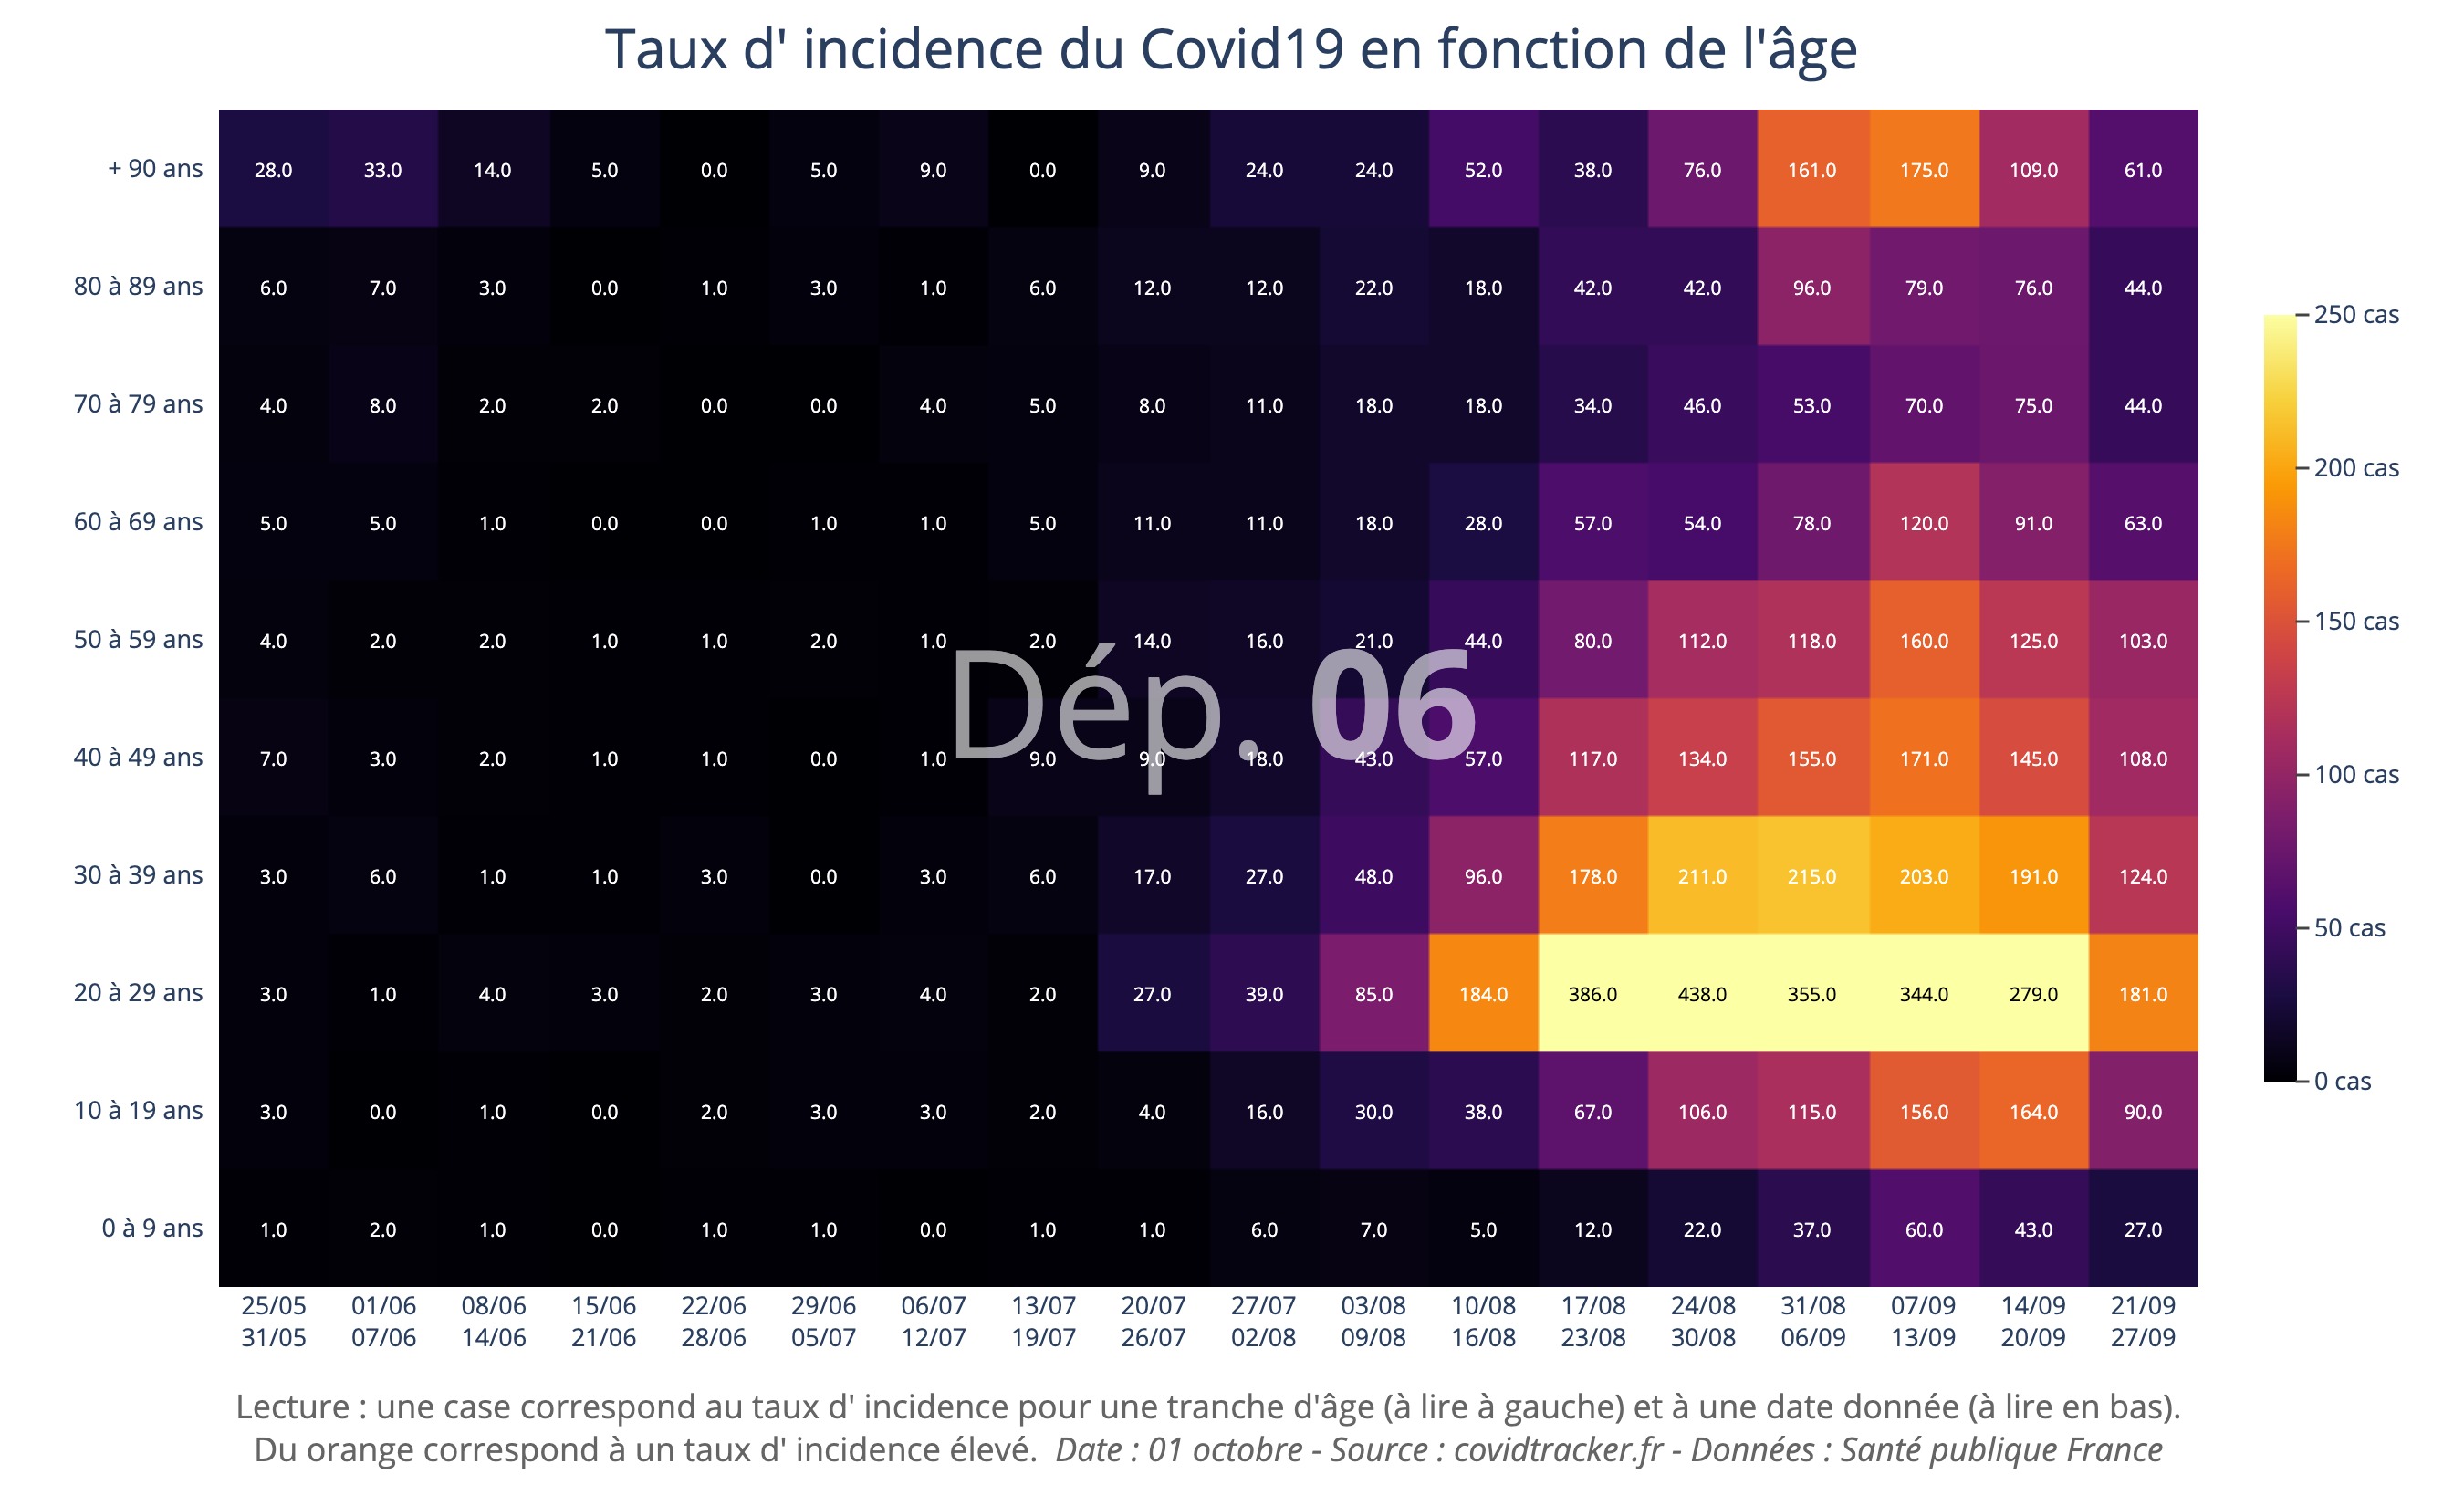 Taux d' incidence du Covid19 en fonction de l'âge
+ 90 ans 28.0 33.0 14.0 5.0 0.0 5.0 9.0 0.0 9.0 24.0 24.0 52.0 38.0 76.0 161.0 175.0 109.0 61.0
80 à 89 ans 6.0 7.0 3.0 0.0 1.0 3.0 1.0 6.0 12.0 12.0 22.0 18.0 42.0 42.0 96.0 79.0 76.0 44.0
70 à 79 ans 4.0 8.0 2.0 2.0 0.0 0.0 4.0 5.0 8.0 11.0 18.0 18.0 34.0 46.0 53.0 70.0 75.0 44.0
60 à 69 ans 5.0 5.0 1.0 0.0 0.0 1.0 1.0 5.0 11.0 11.0 18.0 28.0 57.0 54.0 78.0 120.0 91.0 63.0
50 à 59 ans 4.0 2.0 2.0 1.0 1.0 2.0 1.0 2.0 14.0 16.0 21.0 44.0 80.0 112.0 118.0 160.0 125.0 103.0
Dép. 06
40 à 49 ans 7.0 3.0 2.0 1.0 1.0 0.0 1.0 9.0 9.0 18.0 43.0 57.0 117.0 134.0 155.0 171.0 145.0 108.0
30 à 39 ans 3.0 6.0 1.0 1.0 3.0 0.0 3.0 6.0 17.0 27.0 48.0 96.0 178.0 211.0 215.0 203.0 191.0 124.0
20 à 29 ans 3.0 1.0 4.0 3.0 2.0 3.0 4.0 2.0 27.0 39.0 85.0 184.0 386.0 438.0 355.0 344.0 279.0 181.0
10 à 19 ans 3.0 0.0 1.0 0.0 2.0 3.0 3.0 2.0 4.0 16.0 30.0 38.0 67.0 106.0 115.0 156.0 164.0 90.0
0 à 9 ans 1.0 2.0 1.0 0.0 1.0 1.0 0.0 1.0 1.0 6.0 7.0 5.0 12.0 22.0 37.0 60.0 43.0 27.0
25/05 01/06 08/06 15/06 22/06 29/06 06/07 13/07 20/07 27/07 03/08 10/08 17/08 24/08 31/08 07/09 14/09 21/09
31/05 07/06 14/06 21/06 28/06 05/07 12/07 19/07 26/07 02/08 09/08 16/08 23/08 30/08 06/09 13/09 20/09 27/09
250 cas
200 cas
150 cas
100 cas
50 cas
0 cas
Lecture : une case correspond au taux d' incidence pour une tranche d'âge (à lire à gauche) et à une date donnée (à lire en bas).
Du orange correspond à un taux d' incidence élevé. Date : 01 octobre - Source : covidtracker.fr - Données : Santé publique France